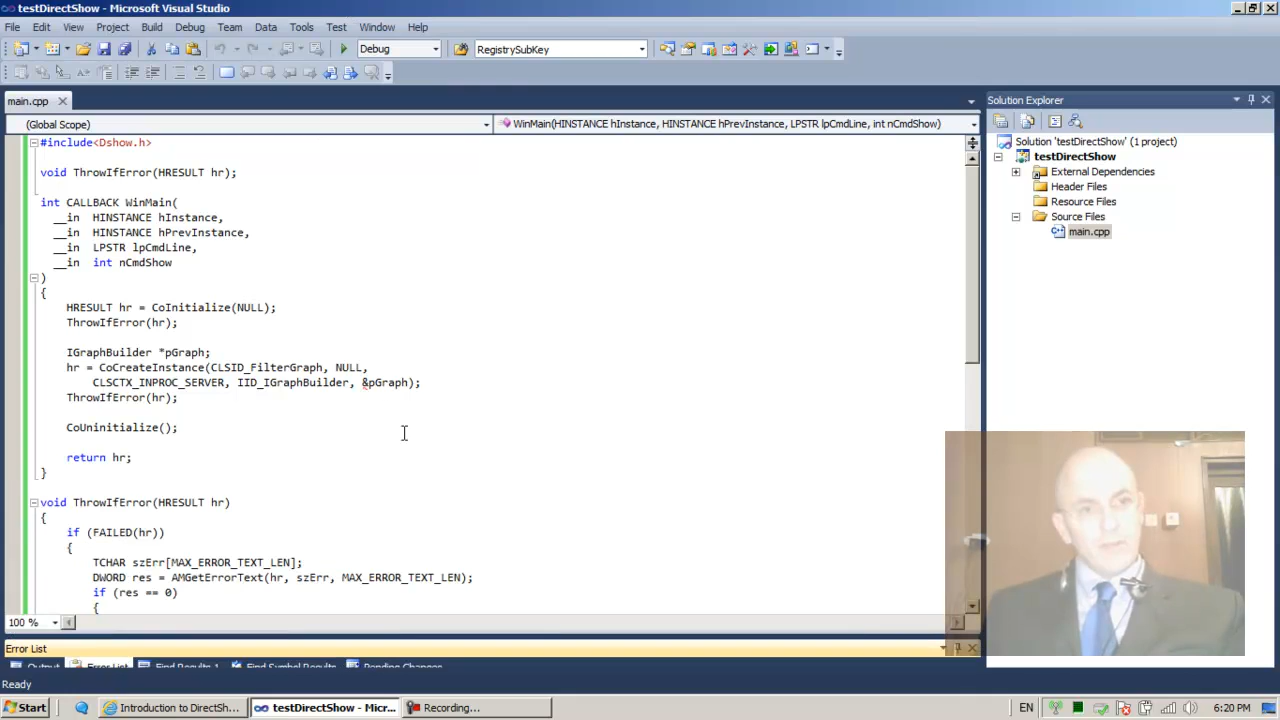 testDirectShow - Microsoft Visual Studio
File Edit View Project Build Debug Team Data Tools Test Window Help
Debug RegistrySubKey
main.cpp
Solution Explorer
(Global Scope) WinMain(HINSTANCE hInstance, HINSTANCE hPrevInstance, LPSTR lpCmdLine, int nCmdShow)
Solution 'testDirectShow' (1 project)
testDirectShow
External Dependencies
Header Files
Resource Files
Source Files
main.cpp
#include<Dshow.h>
void ThrowIfError(HRESULT hr);
int CALLBACK WinMain(
__in HINSTANCE hInstance,
__in HINSTANCE hPrevInstance,
__in LPSTR lpCmdLine,
__in int nCmdShow
)
{
HRESULT hr = CoInitialize(NULL);
ThrowIfError(hr);
IGraphBuilder *pGraph;
hr = CoCreateInstance(CLSID_FilterGraph, NULL,
CLSCTX_INPROC_SERVER, IID_IGraphBuilder, &pGraph);
ThrowIfError(hr);
CoUninitialize();
return hr;
}
void ThrowIfError(HRESULT hr)
{
if (FAILED(hr))
{
TCHAR szErr[MAX_ERROR_TEXT_LEN];
DWORD res = AMGetErrorText(hr, szErr, MAX_ERROR_TEXT_LEN);
if (res == 0)
{
100 %
Error List
Output Error List Find Results 1 Find Symbol Results Pending Changes
Ready
Start Introduction to DirectSh... testDirectShow - Micr... Recording... EN 6:20 PM